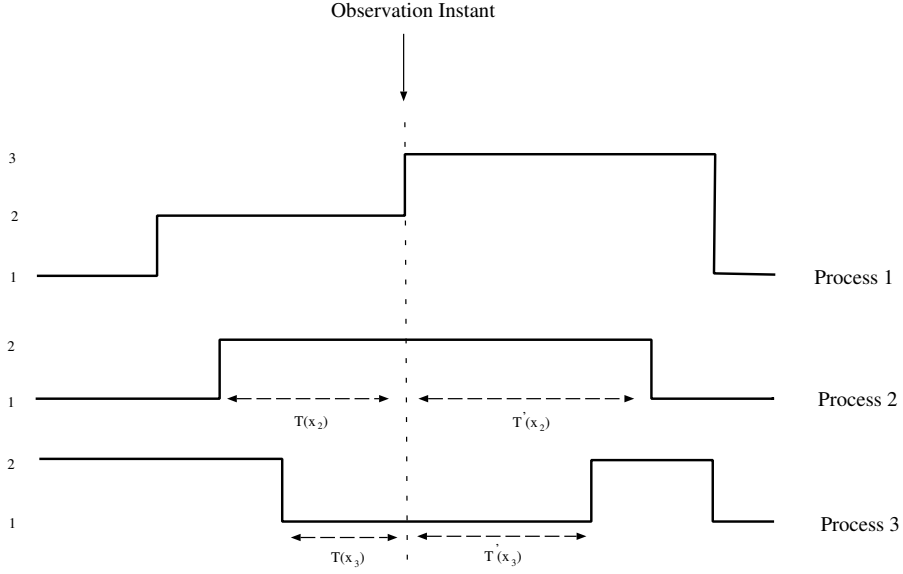 Observation Instant
3
2
1
Process 1
2
1
Process 2
T(x₂)
T'(x₂)
2
1
Process 3
T(x₃)
T'(x₃)